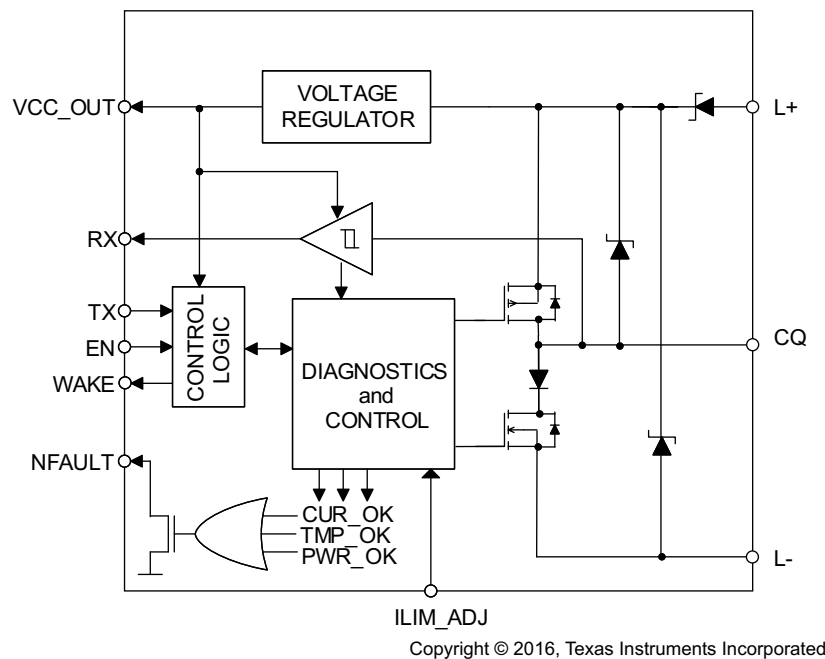 VOLTAGE
REGULATOR
VCC_OUT
L+
RX
TX
EN
WAKE
CONTROL
LOGIC
DIAGNOSTICS
and
CONTROL
CQ
NFAULT
CUR_OK
TMP_OK
PWR_OK
L-
ILIM_ADJ
Copyright © 2016, Texas Instruments Incorporated